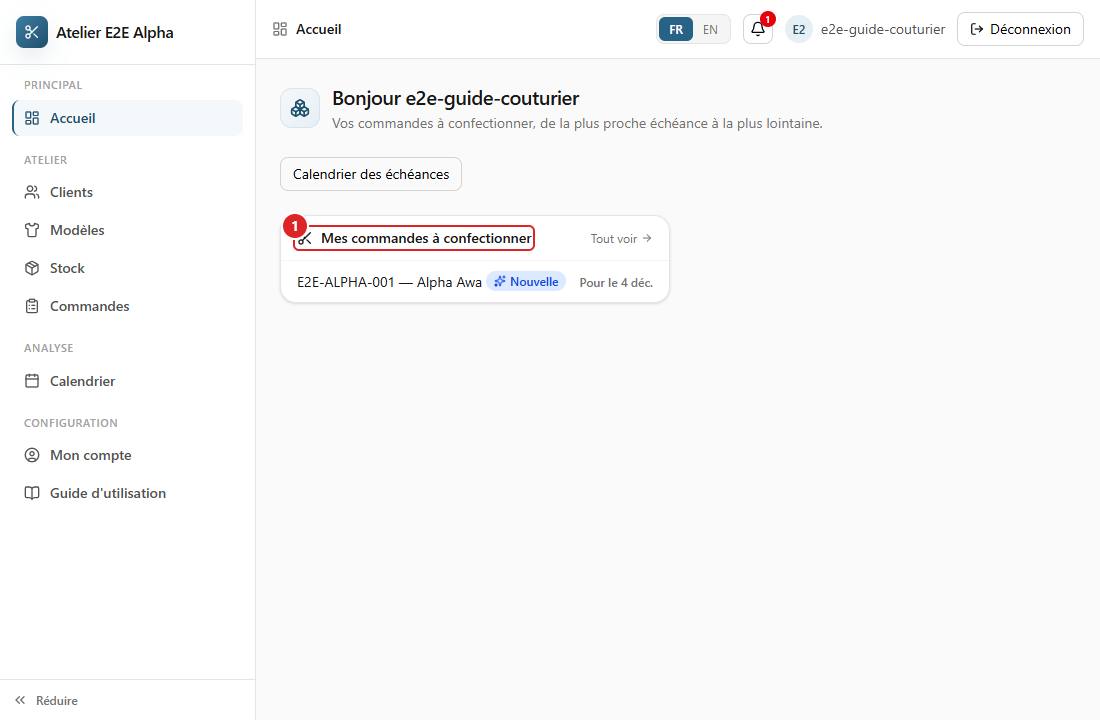 Atelier E2E Alpha
Accueil
FR EN
1
E2 e2e-guide-couturier
Déconnexion
PRINCIPAL
Accueil
ATELIER
Clients
Modèles
Stock
Commandes
ANALYSE
Calendrier
CONFIGURATION
Mon compte
Guide d'utilisation
Réduire
Bonjour e2e-guide-couturier
Vos commandes à confectionner, de la plus proche échéance à la plus lointaine.
Calendrier des échéances
1
Mes commandes à confectionner Tout voir →
E2E-ALPHA-001 — Alpha Awa Nouvelle Pour le 4 déc.